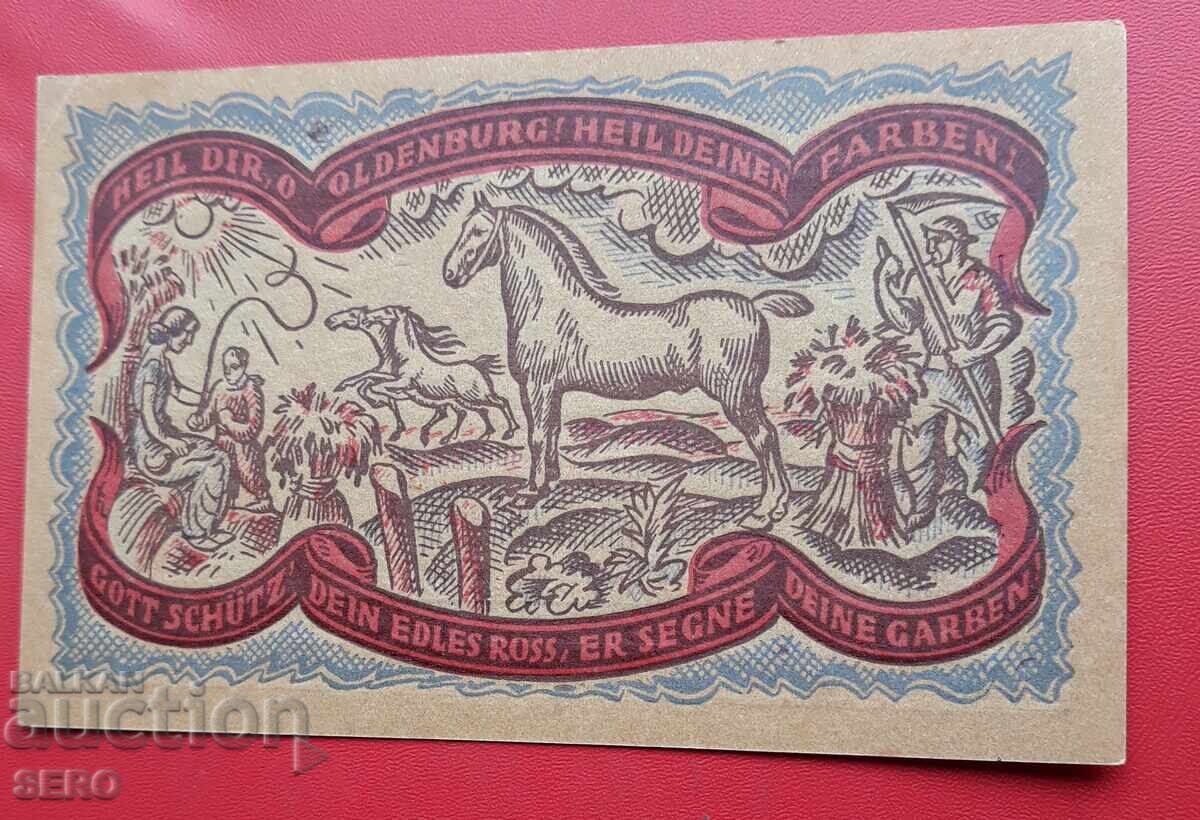 HEIL DIR, O OLDENBURG! HEIL DEINEN FARBEN!
GOTT SCHÜTZ' DEIN EDLES ROSS, ER SEGNE DEINE GARBEN
BALKAN
auction
SERO